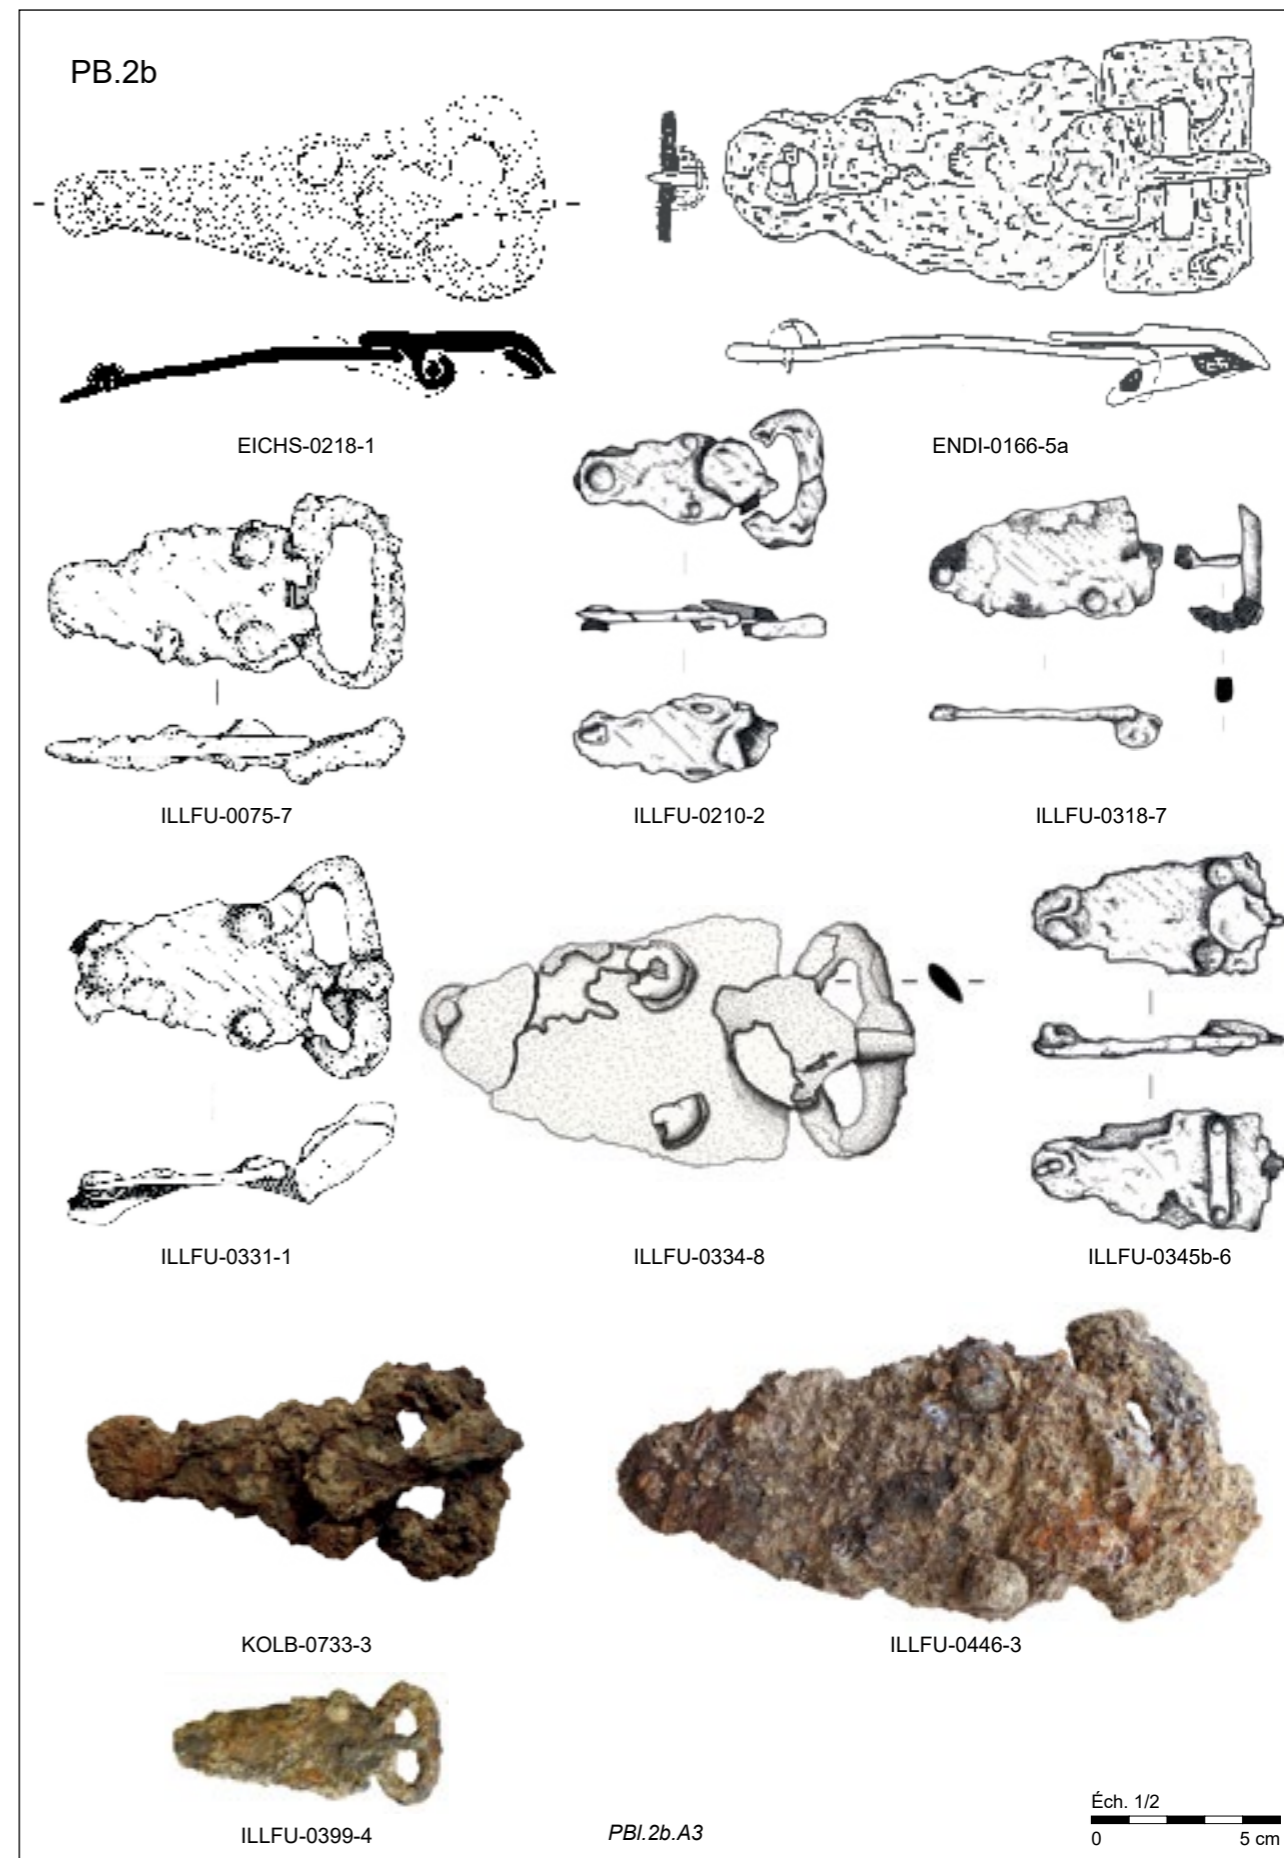 PB.2b
EICHS-0218-1
ENDI-0166-5a
ILLFU-0075-7
ILLFU-0210-2
ILLFU-0318-7
ILLFU-0331-1
ILLFU-0334-8
ILLFU-0345b-6
KOLB-0733-3
ILLFU-0446-3
ILLFU-0399-4
PBl.2b.A3
Éch. 1/2
0 5 cm